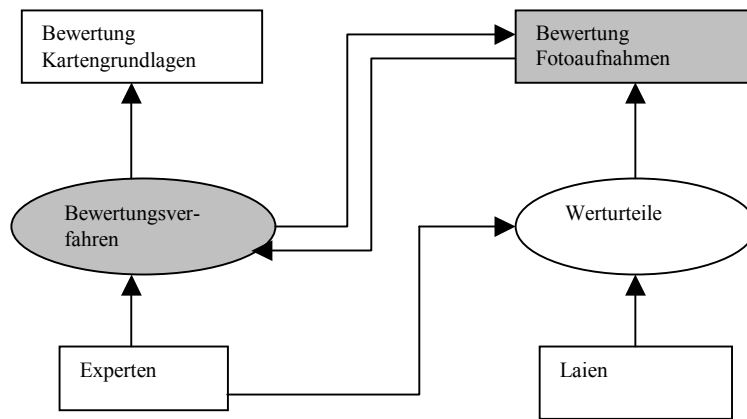 Bewertung
Kartengrundlagen
Bewertung
Fotoaufnahmen
Bewertungsver-
fahren
Werturteile
Experten
Laien